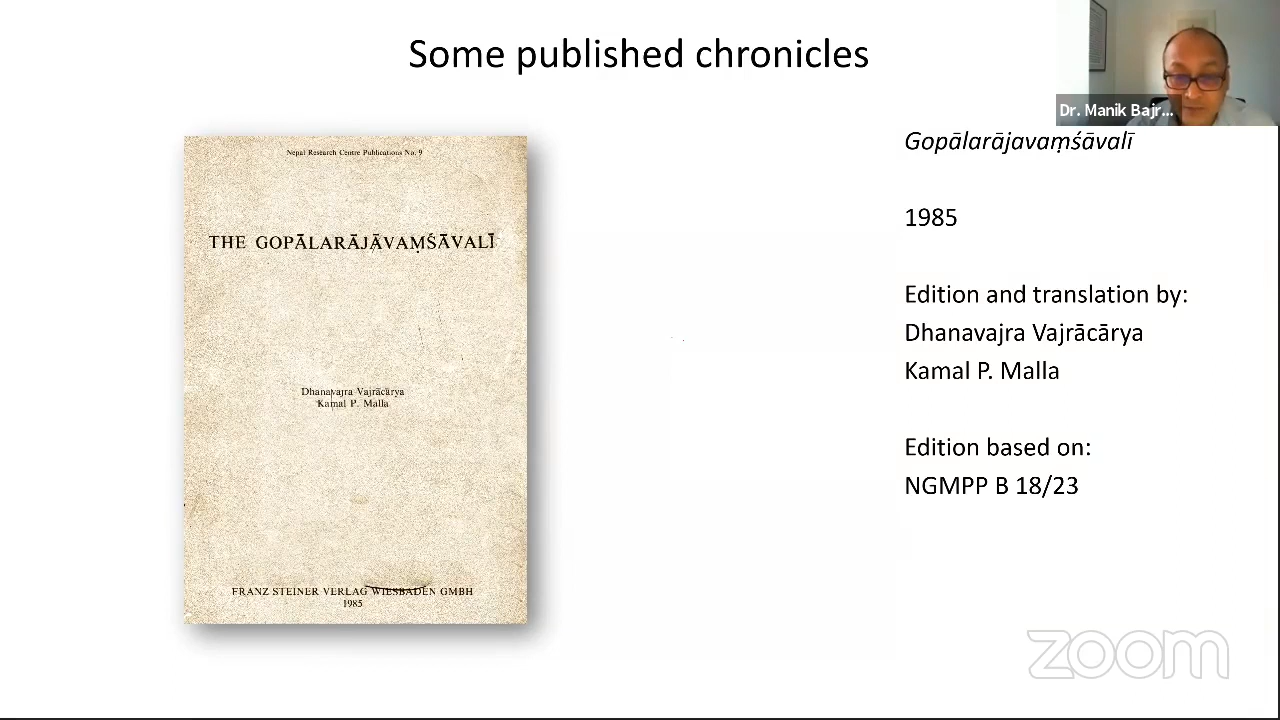 Some published chronicles
Dr. Manik Bajr...
Nepal Research Centre Publications No. 9
THE GOPĀLARĀJĀVAṂŚĀVALĪ
Dhanavajra Vajrācārya
Kamal P. Malla
FRANZ STEINER VERLAG WIESBADEN GMBH
1985
Gopālarājavaṃśāvalī
1985
Edition and translation by:
Dhanavajra Vajrācārya
Kamal P. Malla
Edition based on:
NGMPP B 18/23
zoom